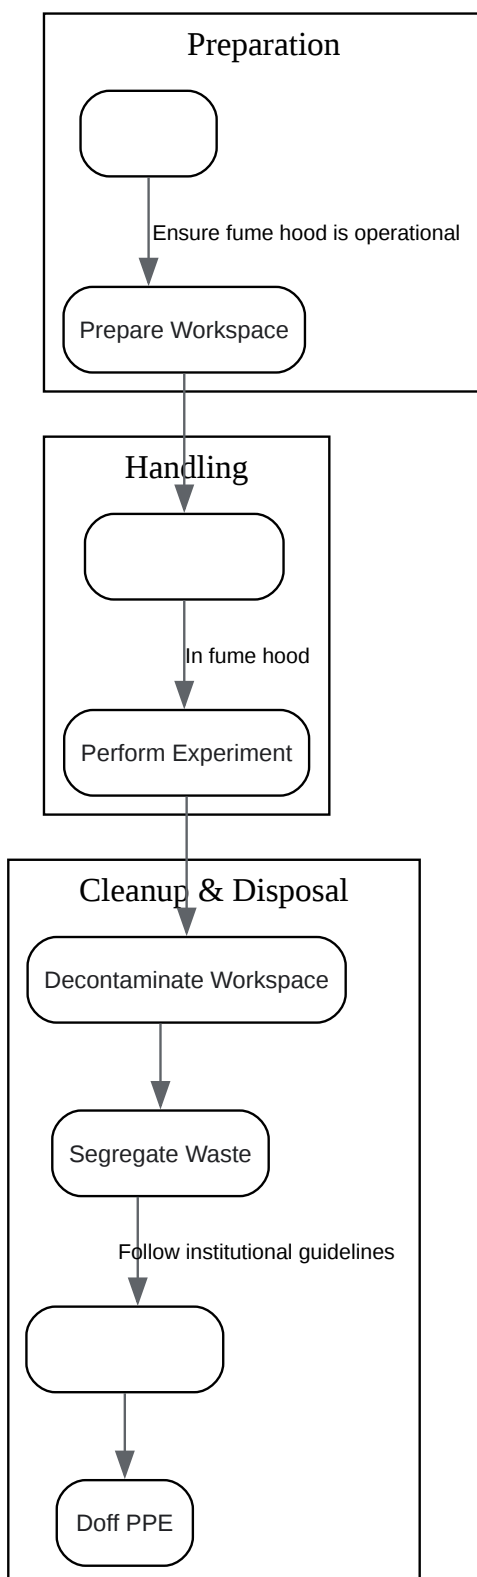 Preparation
Ensure fume hood is operational
Prepare Workspace
Handling
In fume hood
Perform Experiment
Cleanup & Disposal
Decontaminate Workspace
Segregate Waste
Follow institutional guidelines
Doff PPE